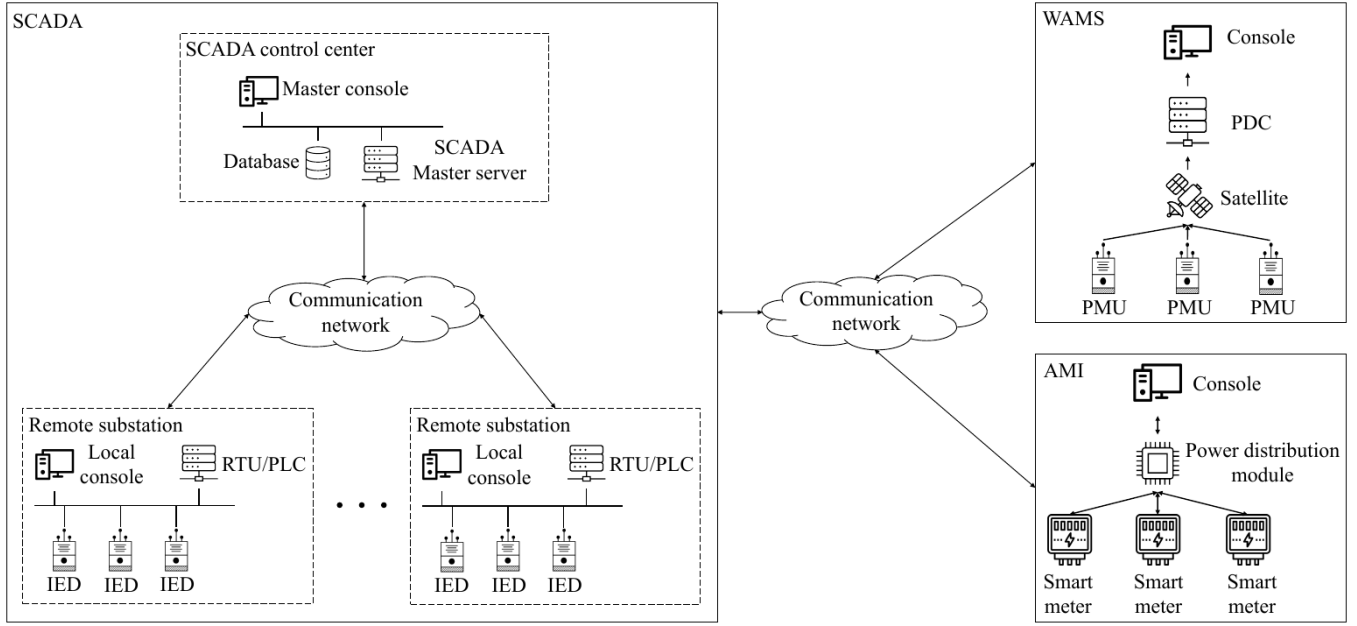 SCADA
SCADA control center
Master console
Database
SCADA
Master server
Communication
network
Remote substation
Local
console
RTU/PLC
IED
IED
IED
Remote substation
Local
console
RTU/PLC
IED
IED
IED
Communication
network
WAMS
Console
PDC
Satellite
PMU
PMU
PMU
AMI
Console
Power distribution
module
Smart
meter
Smart
meter
Smart
meter